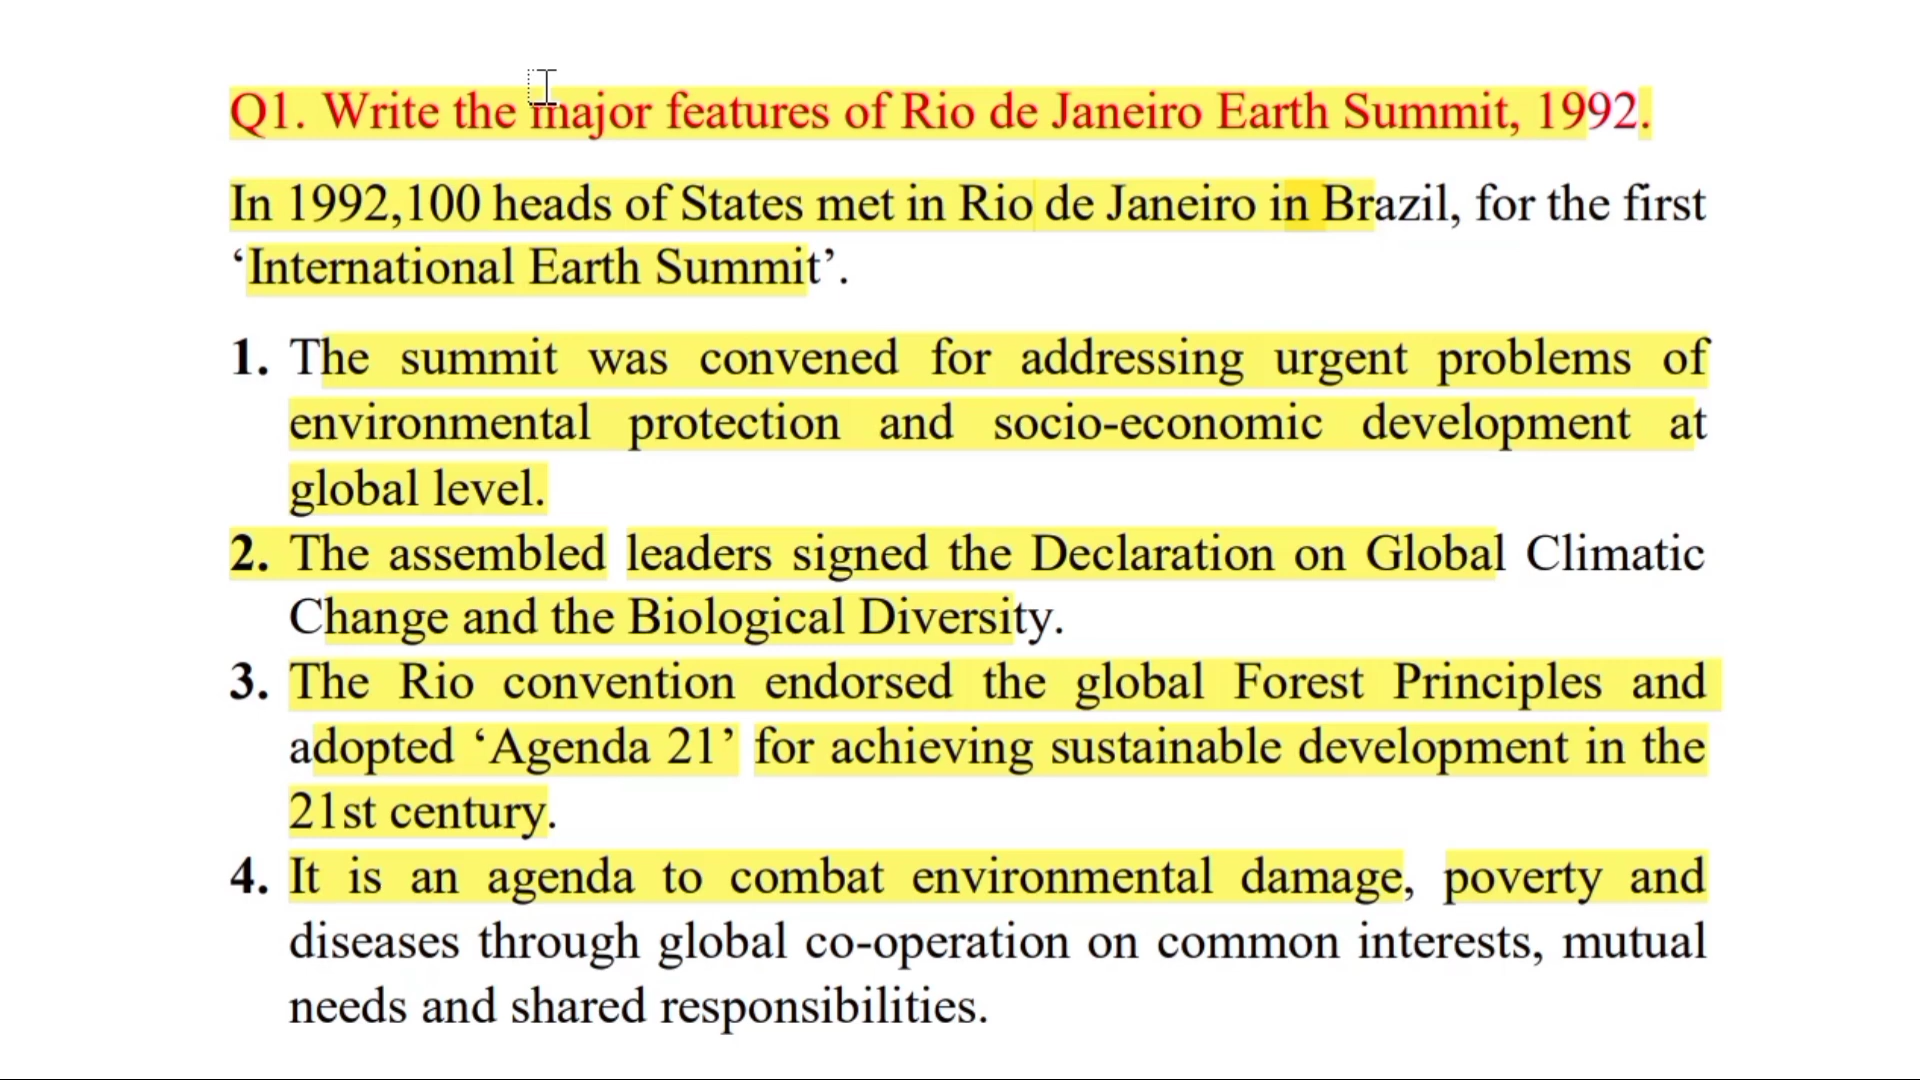 Q1. Write the major features of Rio de Janeiro Earth Summit, 1992.
In 1992,100 heads of States met in Rio de Janeiro in Brazil, for the first
‘International Earth Summit’.
1. The summit was convened for addressing urgent problems of
environmental protection and socio-economic development at
global level.
2. The assembled leaders signed the Declaration on Global Climatic
Change and the Biological Diversity.
3. The Rio convention endorsed the global Forest Principles and
adopted ‘Agenda 21’ for achieving sustainable development in the
21st century.
4. It is an agenda to combat environmental damage, poverty and
diseases through global co-operation on common interests, mutual
needs and shared responsibilities.